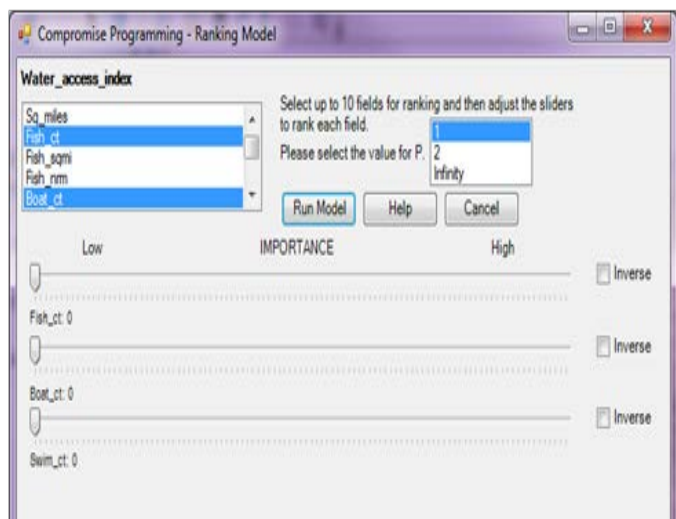 Compromise Programming - Ranking Model
Water_access_index
Sq_miles
Fish_ct
Fish_sqmi
Fish_nrm
Boat_ct
Select up to 10 fields for ranking and then adjust the sliders
to rank each field.
Please select the value for P.
1
2
Infinity
Run Model Help Cancel
Low IMPORTANCE High
Inverse
Fish_ct: 0
Inverse
Boat_ct: 0
Inverse
Swim_ct: 0